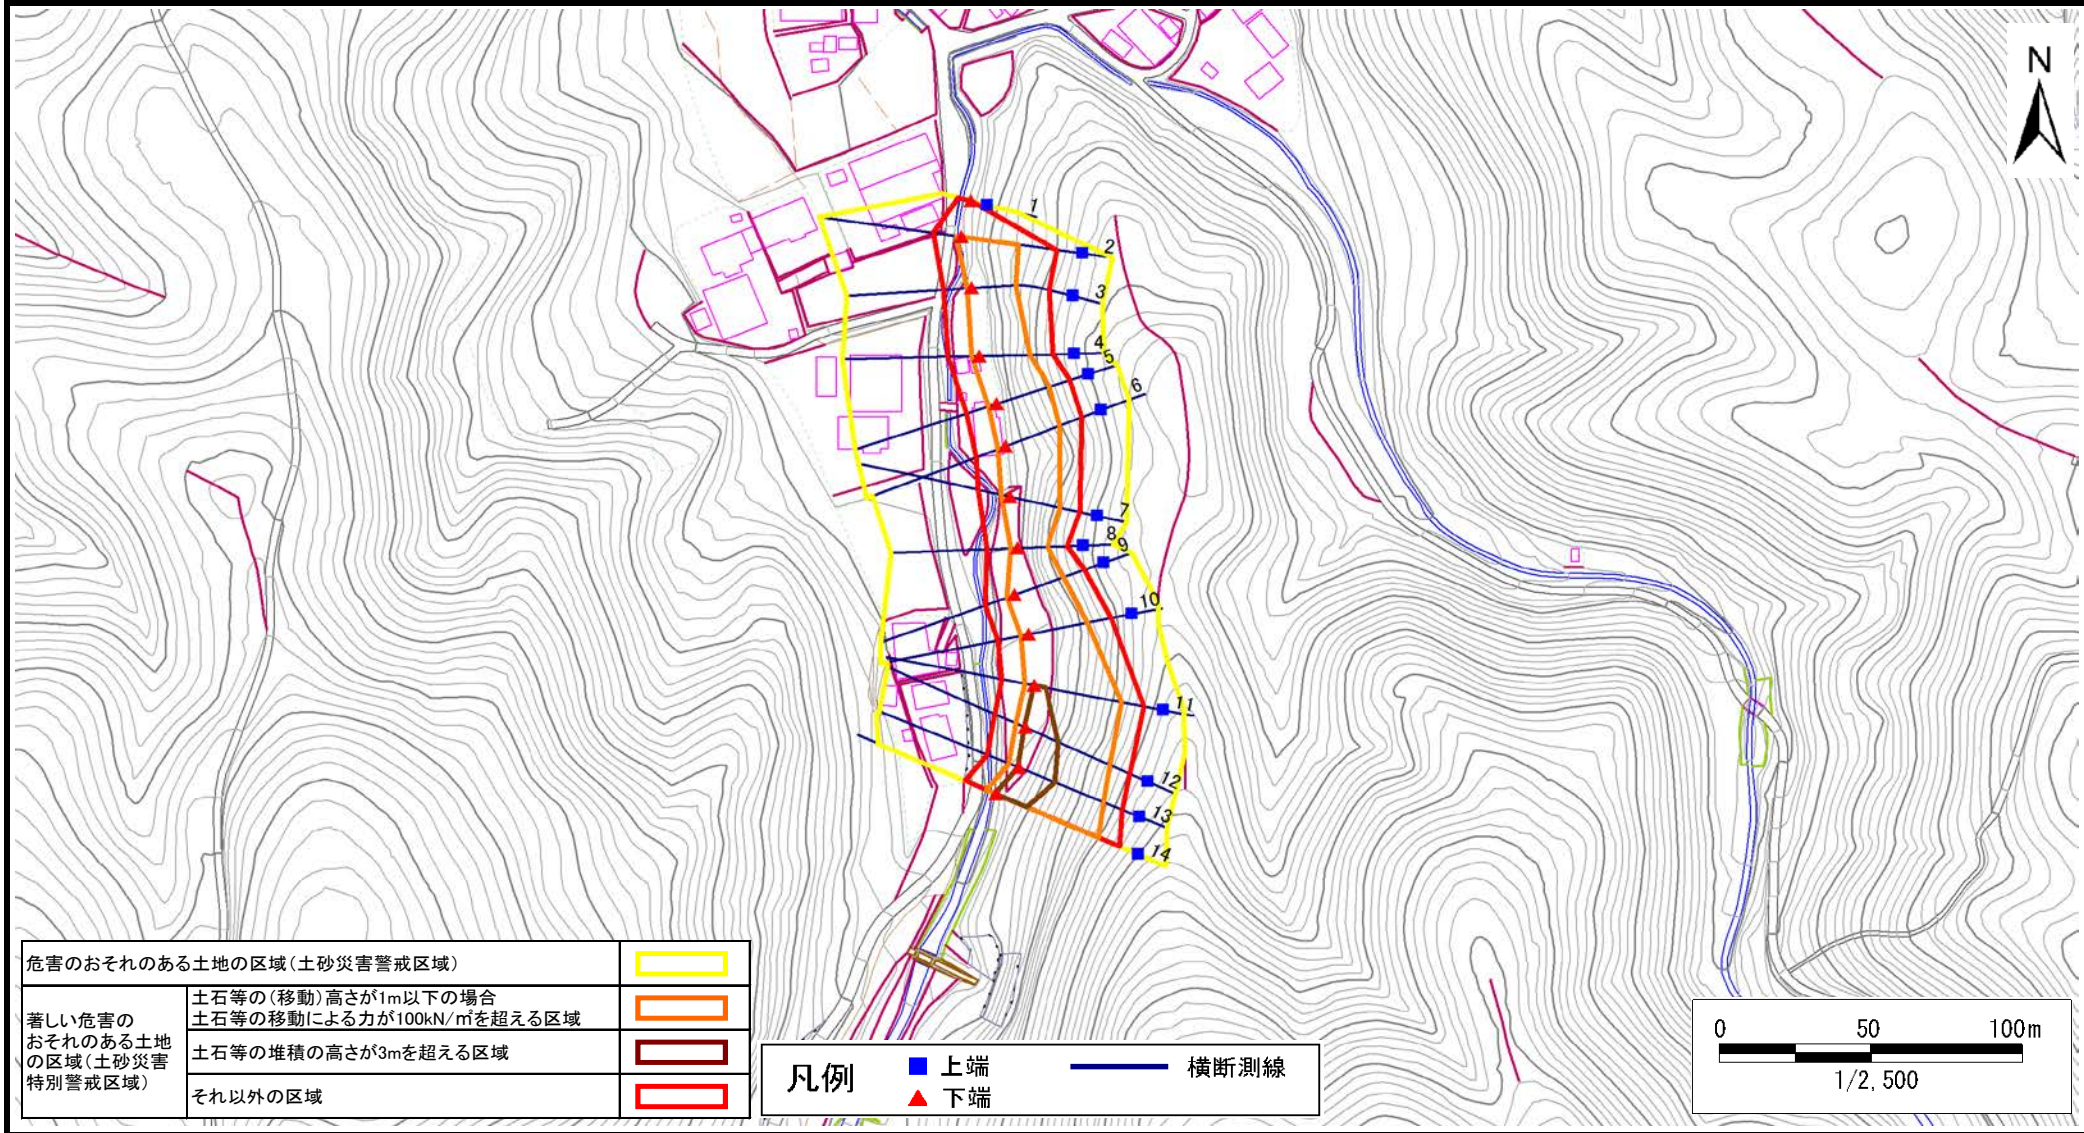 N
1
2
3
4
5
6
7
8
9
10
11
12
13
14
危害のおそれのある土地の区域(土砂災害警戒区域)
著しい危害の
おそれのある土地
の区域(土砂災害
特別警戒区域)
土石等の(移動)高さが1m以下の場合
土石等の移動による力が100kN/㎡を超える区域
土石等の堆積の高さが3mを超える区域
それ以外の区域
凡例
上端
下端
横断測線
0 50 100m
1/2,500